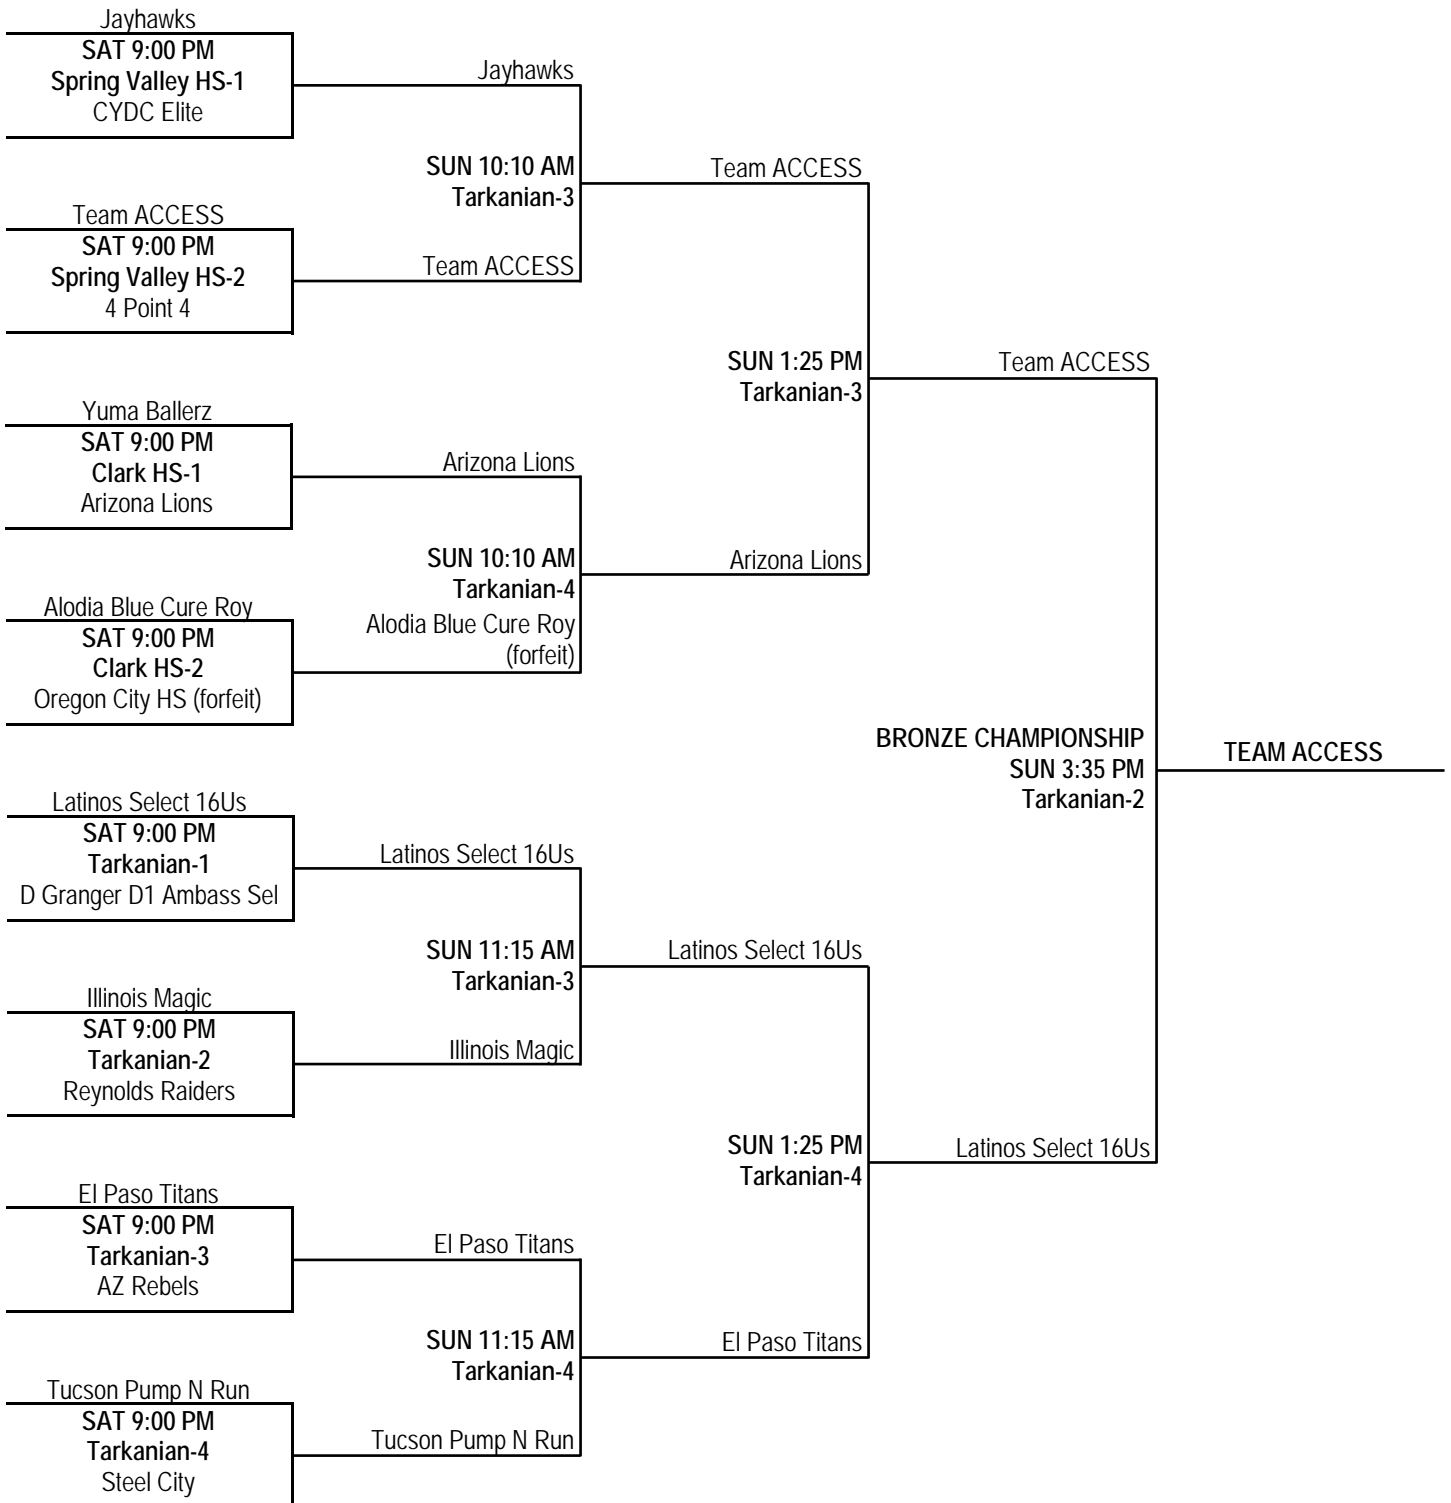 Jayhawks
SAT 9:00 PM
Spring Valley HS-1
CYDC Elite
Team ACCESS
SAT 9:00 PM
Spring Valley HS-2
4 Point 4
Yuma Ballerz
SAT 9:00 PM
Clark HS-1
Arizona Lions
Alodia Blue Cure Roy
SAT 9:00 PM
Clark HS-2
Oregon City HS (forfeit)
Latinos Select 16Us
SAT 9:00 PM
Tarkanian-1
D Granger D1 Ambass Sel
Illinois Magic
SAT 9:00 PM
Tarkanian-2
Reynolds Raiders
El Paso Titans
SAT 9:00 PM
Tarkanian-3
AZ Rebels
Tucson Pump N Run
SAT 9:00 PM
Tarkanian-4
Steel City
Jayhawks
SUN 10:10 AM
Tarkanian-3
Team ACCESS
Arizona Lions
SUN 10:10 AM
Tarkanian-4
Alodia Blue Cure Roy
(forfeit)
Latinos Select 16Us
SUN 11:15 AM
Tarkanian-3
Illinois Magic
El Paso Titans
SUN 11:15 AM
Tarkanian-4
Tucson Pump N Run
Team ACCESS
SUN 1:25 PM
Tarkanian-3
Arizona Lions
Latinos Select 16Us
SUN 1:25 PM
Tarkanian-4
El Paso Titans
Team ACCESS
BRONZE CHAMPIONSHIP
SUN 3:35 PM
Tarkanian-2
Latinos Select 16Us
TEAM ACCESS